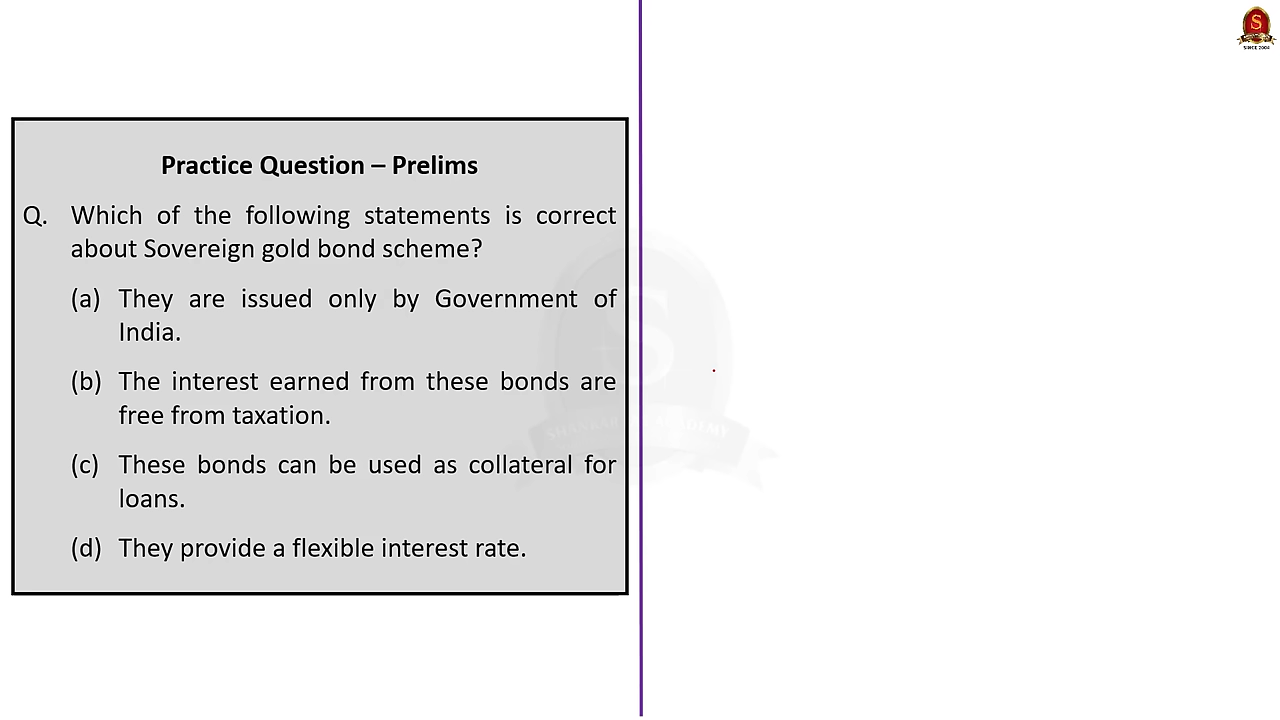 S
SINCE 2004
Practice Question – Prelims
Q. Which of the following statements is correct
about Sovereign gold bond scheme?
(a) They are issued only by Government of
India.
(b) The interest earned from these bonds are
free from taxation.
(c) These bonds can be used as collateral for
loans.
(d) They provide a flexible interest rate.